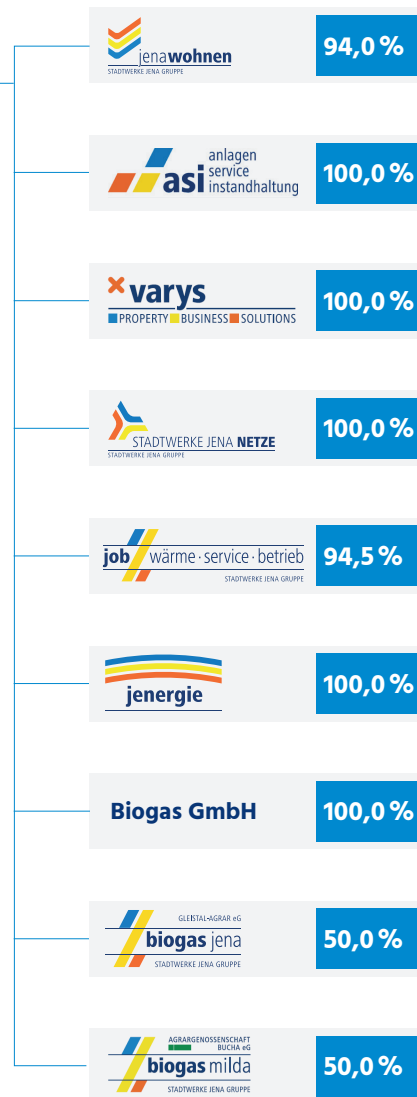 jenawohnen
STADTWERKE JENA GRUPPE
94,0 %
anlagen
service
asi instandhaltung
100,0 %
varys
PROPERTY BUSINESS SOLUTIONS
100,0 %
STADTWERKE JENA NETZE
STADTWERKE JENA GRUPPE
100,0 %
job wärme · service · betrieb
STADTWERKE JENA GRUPPE
94,5 %
jenergie
100,0 %
Biogas GmbH
100,0 %
GLEISTAL-AGRAR eG
biogas jena
STADTWERKE JENA GRUPPE
50,0 %
AGRARGENOSSENSCHAFT
BUCHA eG
biogas milda
STADTWERKE JENA GRUPPE
50,0 %